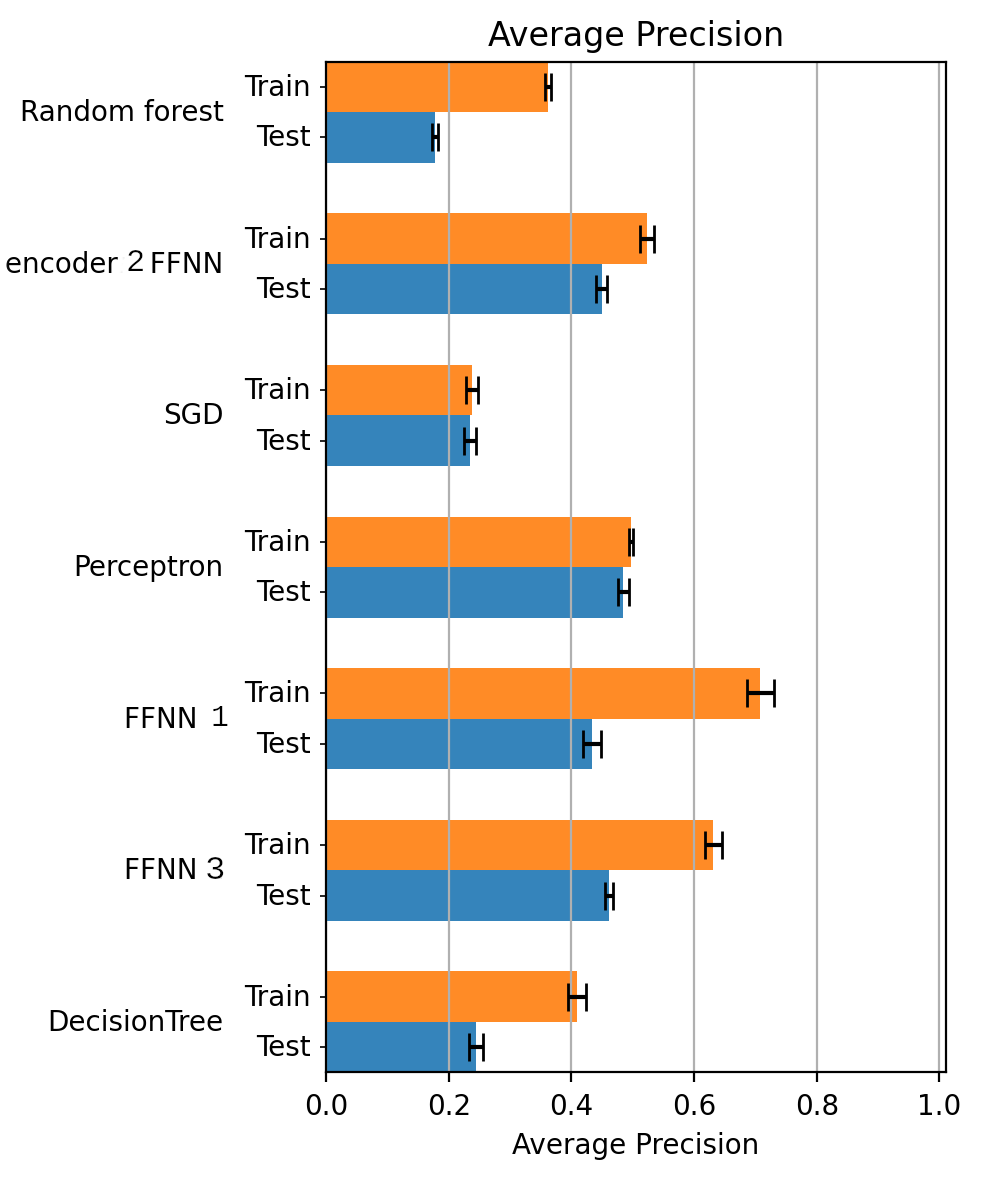 Average Precision
Train
Random forest
Test
Train
encoder 2 FFNN
Test
Train
SGD
Test
Train
Perceptron
Test
Train
FFNN 1
Test
Train
FFNN 3
Test
Train
DecisionTree
Test
0.0 0.2 0.4 0.6 0.8 1.0
Average Precision